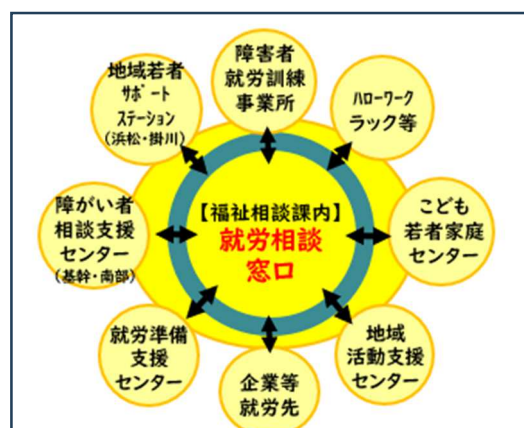 障害者
就労訓練
事業所
地域若者
サポート
ステーション
(浜松・掛川)
ハローワーク
ラック等
障がい者
相談支援
センター
(基幹・南部)
【福祉相談課内】
就労相談
窓口
こども
若者家庭
センター
就労準備
支援
センター
企業等
就労先
地域
活動支援
センター